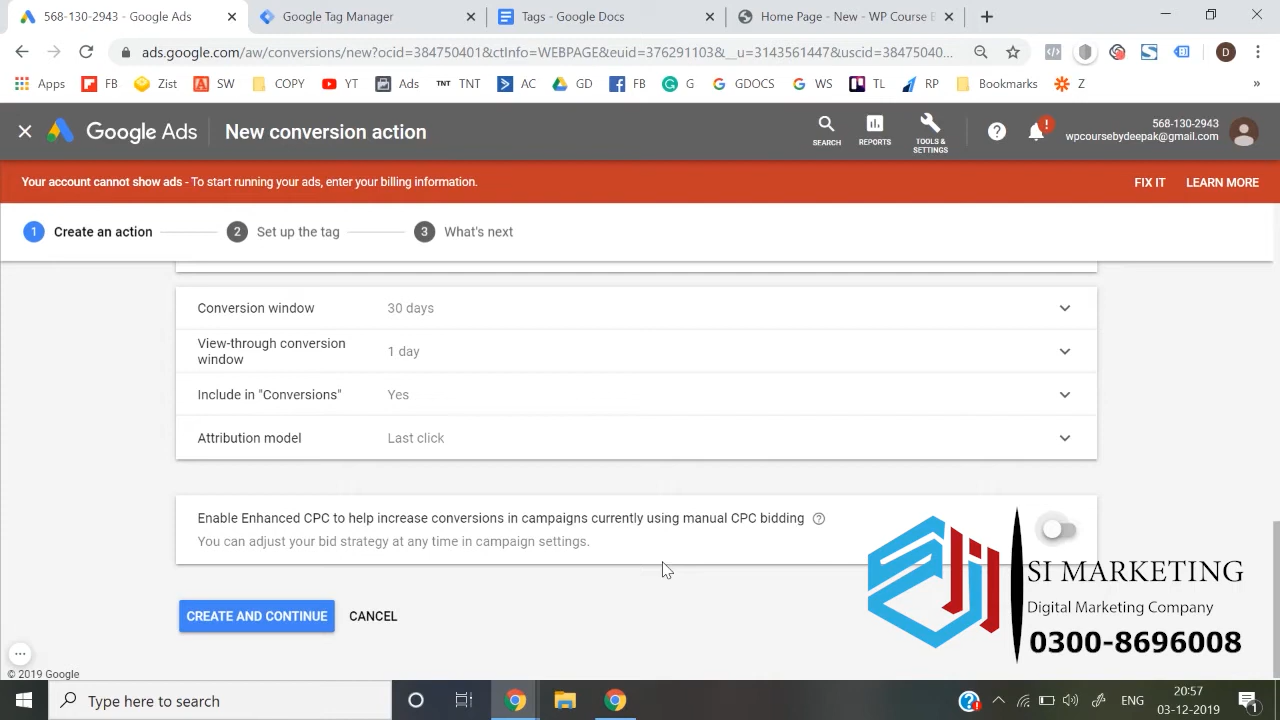 568-130-2943 - Google Ads
Google Tag Manager
Tags - Google Docs
Home Page - New - WP Course E
ads.google.com/aw/conversions/new?ocid=384750401&ctInfo=WEBPAGE&euid=376291103&__u=3143561447&uscid=38475040...
D
Apps
FB
Zist
SW
COPY
YT
Ads
TNT
TNT
AC
GD
FB
G
GDOCS
WS
TL
RP
Bookmarks
Z
»
Google Ads
New conversion action
SEARCH
REPORTS
TOOLS &
SETTINGS
568-130-2943
wpcoursebydeepak@gmail.com
Your account cannot show ads - To start running your ads, enter your billing information.
FIX IT
LEARN MORE
1 Create an action
2 Set up the tag
3 What's next
Conversion window 30 days
View-through conversion
window
1 day
Include in "Conversions" Yes
Attribution model Last click
Enable Enhanced CPC to help increase conversions in campaigns currently using manual CPC bidding
You can adjust your bid strategy at any time in campaign settings.
SI MARKETING
Digital Marketing Company
0300-8696008
CREATE AND CONTINUE
CANCEL
© 2019 Google
Type here to search
ENG
20:57
03-12-2019
1